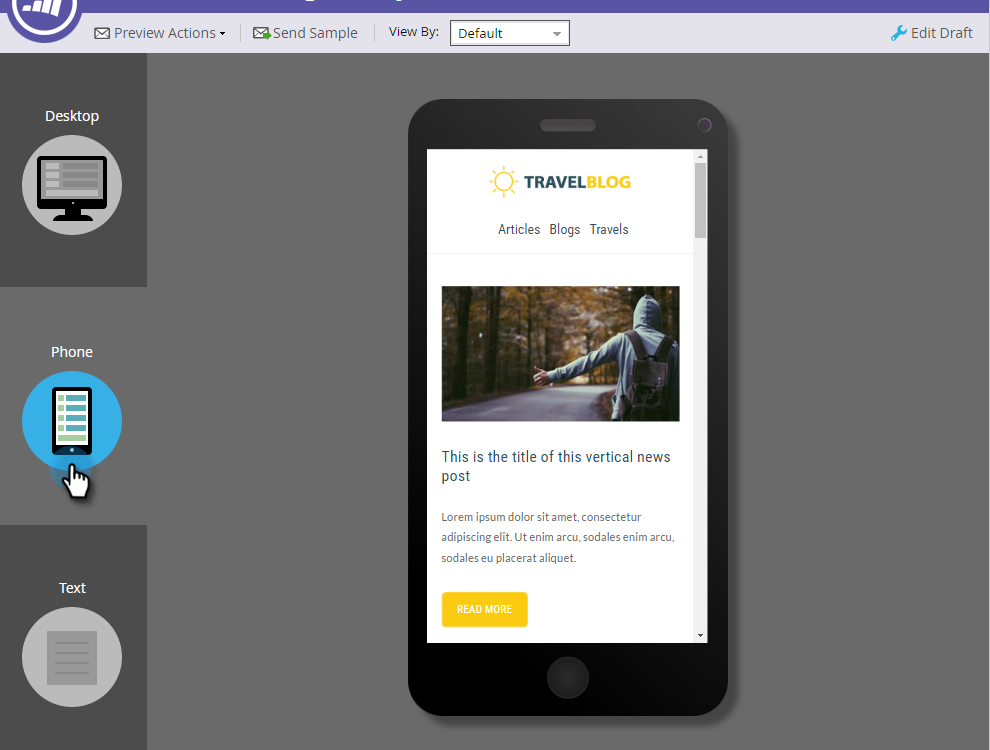 Preview Actions
Send Sample
View By:
Default
Edit Draft
Desktop
Phone
Text
TRAVELBLOG
Articles Blogs Travels
This is the title of this vertical news
post
Lorem ipsum dolor sit amet, consectetur
adipiscing elit. Ut enim arcu, sodales enim arcu,
sodales eu placerat aliquet.
READ MORE